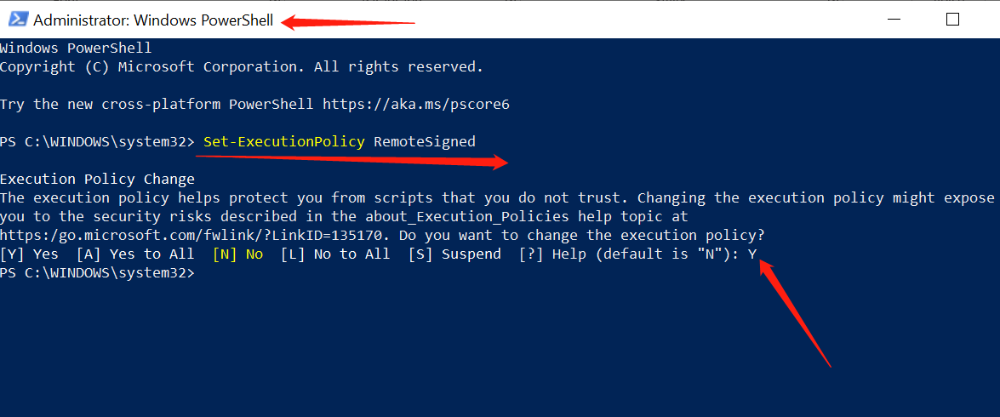 Administrator: Windows PowerShell
Windows PowerShell
Copyright (C) Microsoft Corporation. All rights reserved.
Try the new cross-platform PowerShell https://aka.ms/pscore6
PS C:\WINDOWS\system32> Set-ExecutionPolicy RemoteSigned
Execution Policy Change
The execution policy helps protect you from scripts that you do not trust. Changing the execution policy might expose
you to the security risks described in the about_Execution_Policies help topic at
https:/go.microsoft.com/fwlink/?LinkID=135170. Do you want to change the execution policy?
[Y] Yes  [A] Yes to All  [N] No  [L] No to All  [S] Suspend  [?] Help (default is "N"): Y
PS C:\WINDOWS\system32>